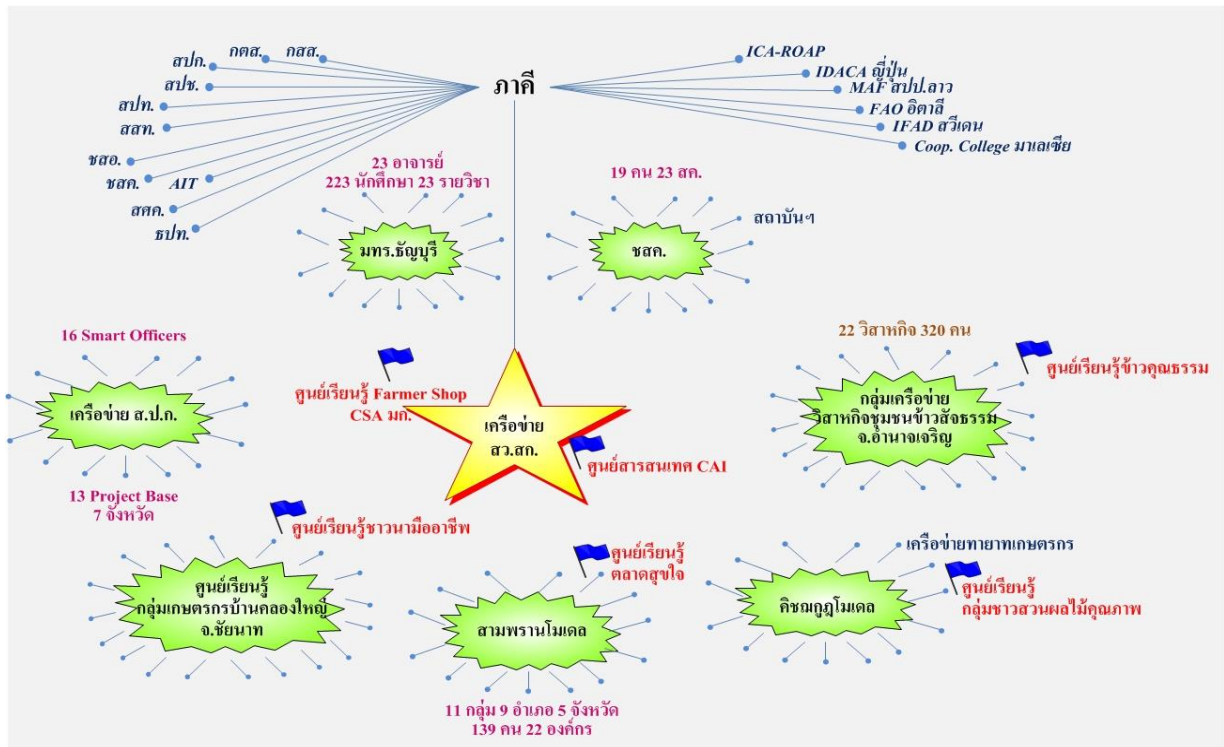 ภาคี
กตส.
กสส.
สปก.
สปช.
สปท.
สสท.
ชสอ.
ชสค.
AIT
สศค.
ธปท.
ICA-ROAP
IDACA ญี่ปุ่น
MAF สปป.ลาว
FAO อิตาลี
IFAD สวีเดน
Coop. College มาเลเซีย
23 อาจารย์
223 นักศึกษา 23 รายวิชา
มทร.ธัญบุรี
19 คน 23 สค.
สถาบันฯ
ชสค.
16 Smart Officers
เครือข่าย ส.ป.ก.
13 Project Base
7 จังหวัด
ศูนย์เรียนรู้ Farmer Shop
CSA มก.
เครือข่าย
สว.สก.
ศูนย์สารสนเทศ CAI
22 วิสาหกิจ 320 คน
ศูนย์เรียนรู้ข้าวคุณธรรม
กลุ่มเครือข่าย
วิสาหกิจชุมชนข้าวสัจธรรม
จ.อำนาจเจริญ
ศูนย์เรียนรู้ชาวนามืออาชีพ
ศูนย์เรียนรู้
กลุ่มเกษตรกรบ้านคลองใหญ่
จ.ชัยนาท
ศูนย์เรียนรู้
ตลาดสุขใจ
สามพรานโมเดล
11 กลุ่ม 9 อำเภอ 5 จังหวัด
139 คน 22 องค์กร
เครือข่ายทายาทเกษตรกร
ศูนย์เรียนรู้
กลุ่มชาวสวนผลไม้คุณภาพ
คิชฌกูฏโมเดล